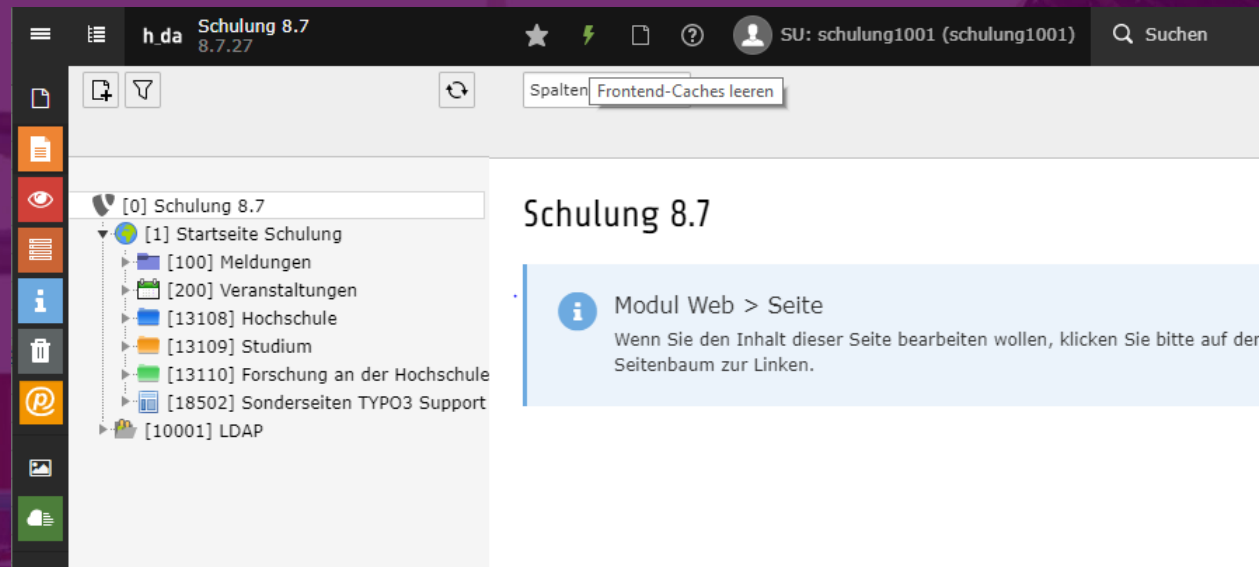 h_da
Schulung 8.7
8.7.27
SU: schulung1001 (schulung1001)
Suchen
Spalten
Frontend-Caches leeren
[0] Schulung 8.7
[1] Startseite Schulung
[100] Meldungen
[200] Veranstaltungen
[13108] Hochschule
[13109] Studium
[13110] Forschung an der Hochschule
[18502] Sonderseiten TYPO3 Support
[10001] LDAP
Schulung 8.7
Modul Web > Seite
Wenn Sie den Inhalt dieser Seite bearbeiten wollen, klicken Sie bitte auf der
Seitenbaum zur Linken.